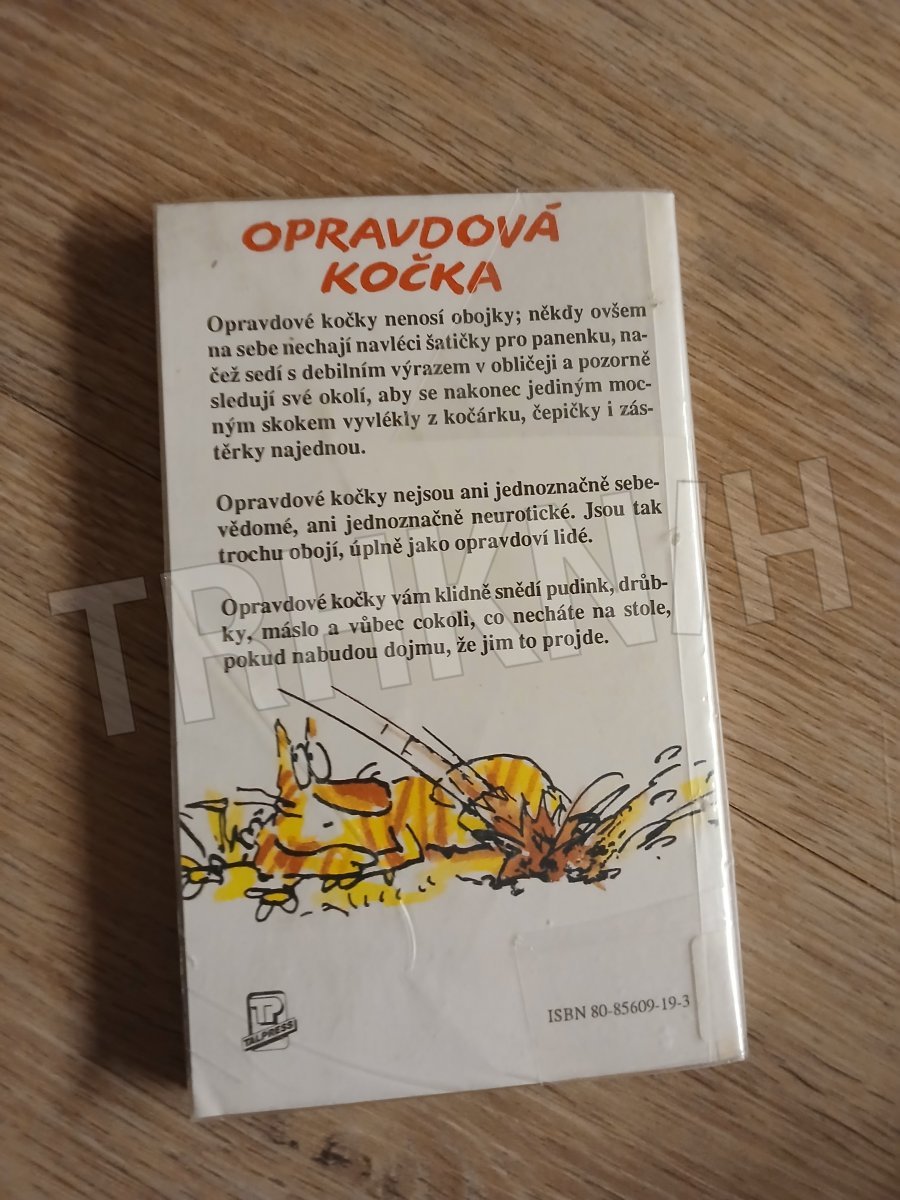 OPRAVDOVÁ
KOČKA
Opravdové kočky nenosí obojky; někdy ovšem
na sebe nechají navléci šatičky pro panenku, na-
čež sedí s debilním výrazem v obličeji a pozorně
sledují své okolí, aby se nakonec jediným moc-
ným skokem vyvlékly z kočárku, čepičky i zás-
těrky najednou.
Opravdové kočky nejsou ani jednoznačně sebe-
vědomé, ani jednoznačně neurotické. Jsou tak
trochu obojí, úplně jako opravdoví lidé.
Opravdové kočky vám klidně snědí pudink, drůb-
ky, máslo a vůbec cokoli, co necháte na stole,
pokud nabudou dojmu, že jim to projde.
TRHKNIH
TP
TALPRESS
ISBN 80-85609-19-3